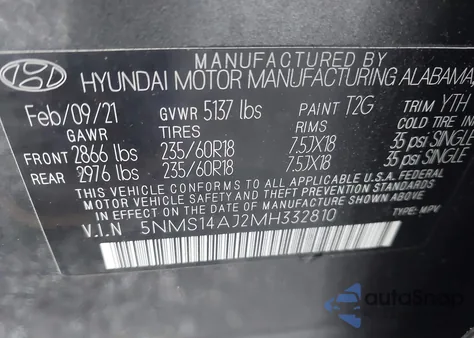 MANUFACTURED BY
HYUNDAI MOTOR MANUFACTURING ALABAMA,
Feb/09/21 GVWR 5137 lbs PAINT T2G TRIM YTH
GAWR TIRES RIMS COLD TIRE IN
FRONT 2866 lbs 235/60R18 7.5JX18 35 psi SINGLE
REAR 2976 lbs 235/60R18 7.5JX18 35 psi SINGLE
THIS VEHICLE CONFORMS TO ALL APPLICABLE U.S.A FEDERAL
MOTOR VEHICLE SAFETY, BUMPER, AND THEFT PREVENTION STANDARDS
IN EFFECT ON THE DATE OF MANUFACTURE SHOWN ABOVE.
V.I.N 5NMS14AJ2MH332810 TYPE: MPV
autoSnap